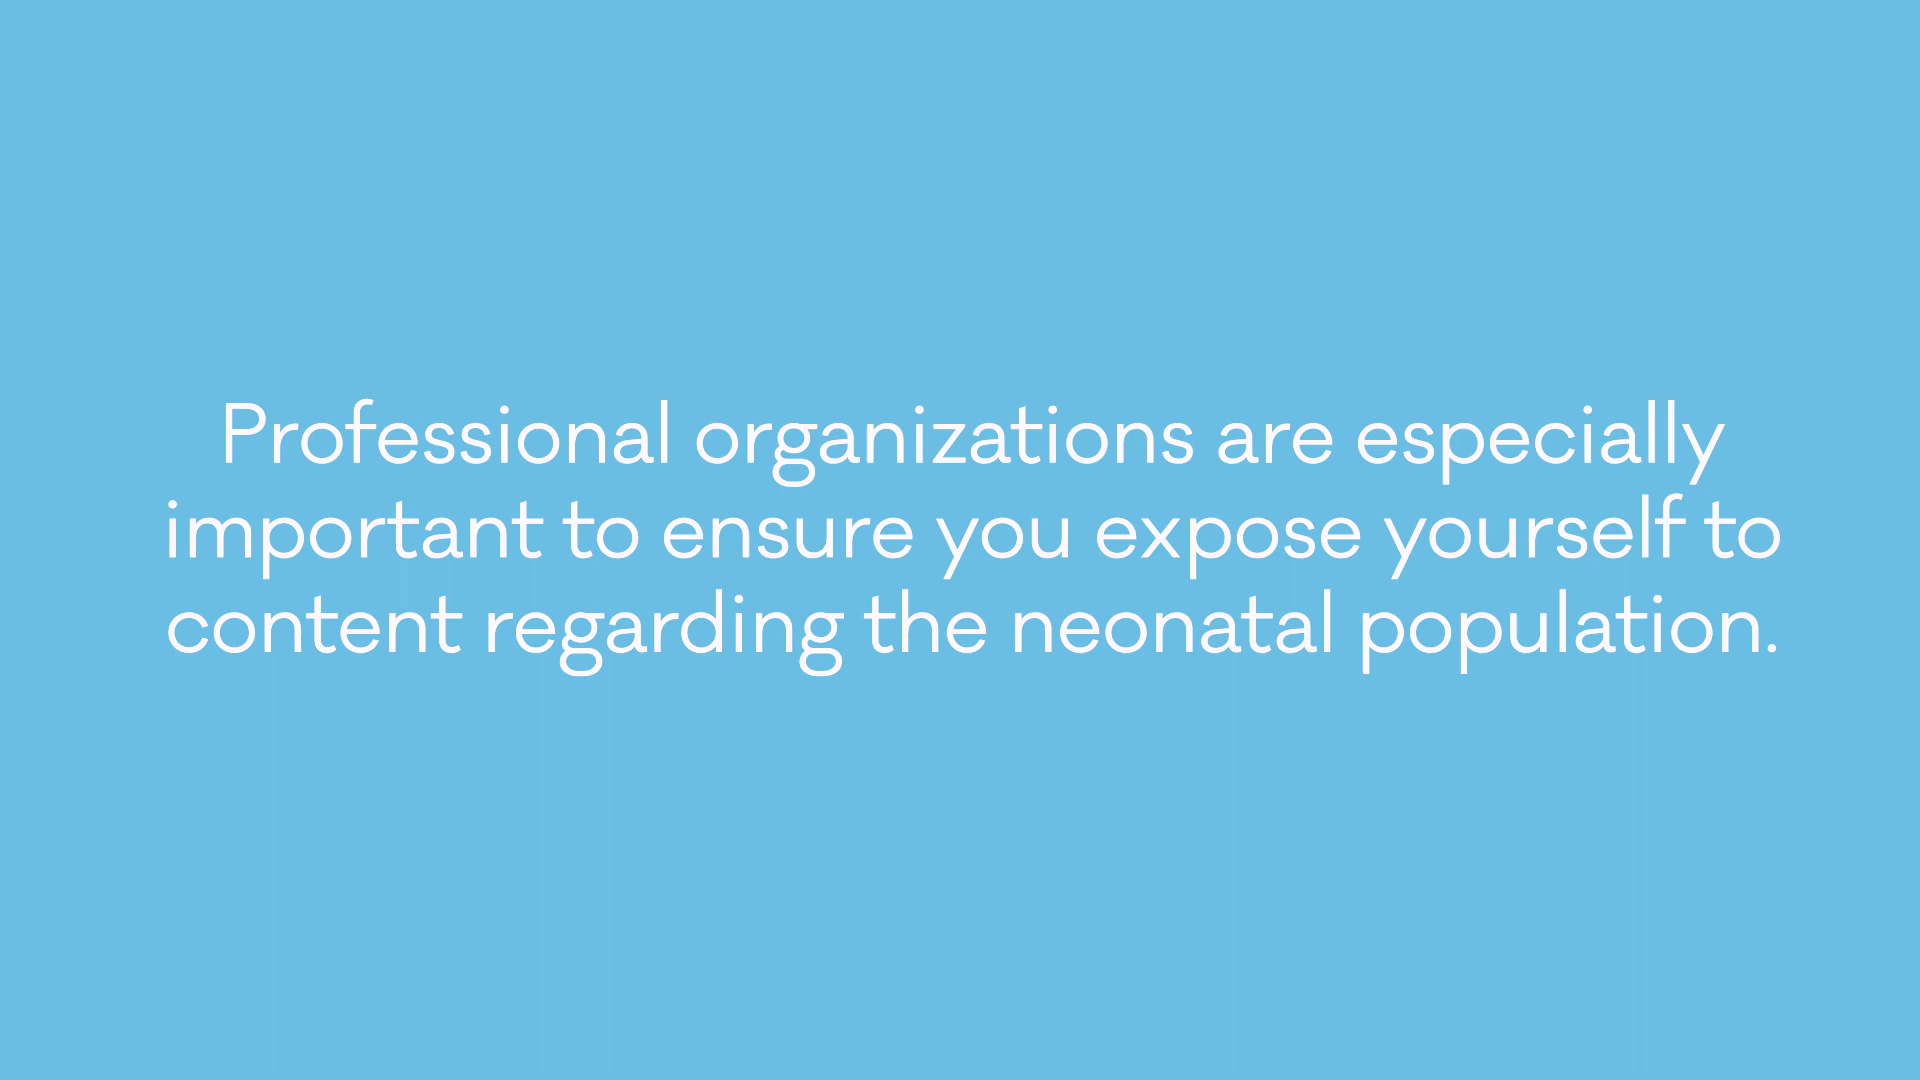 Professional organizations are especially
important to ensure you expose yourself to
content regarding the neonatal population.